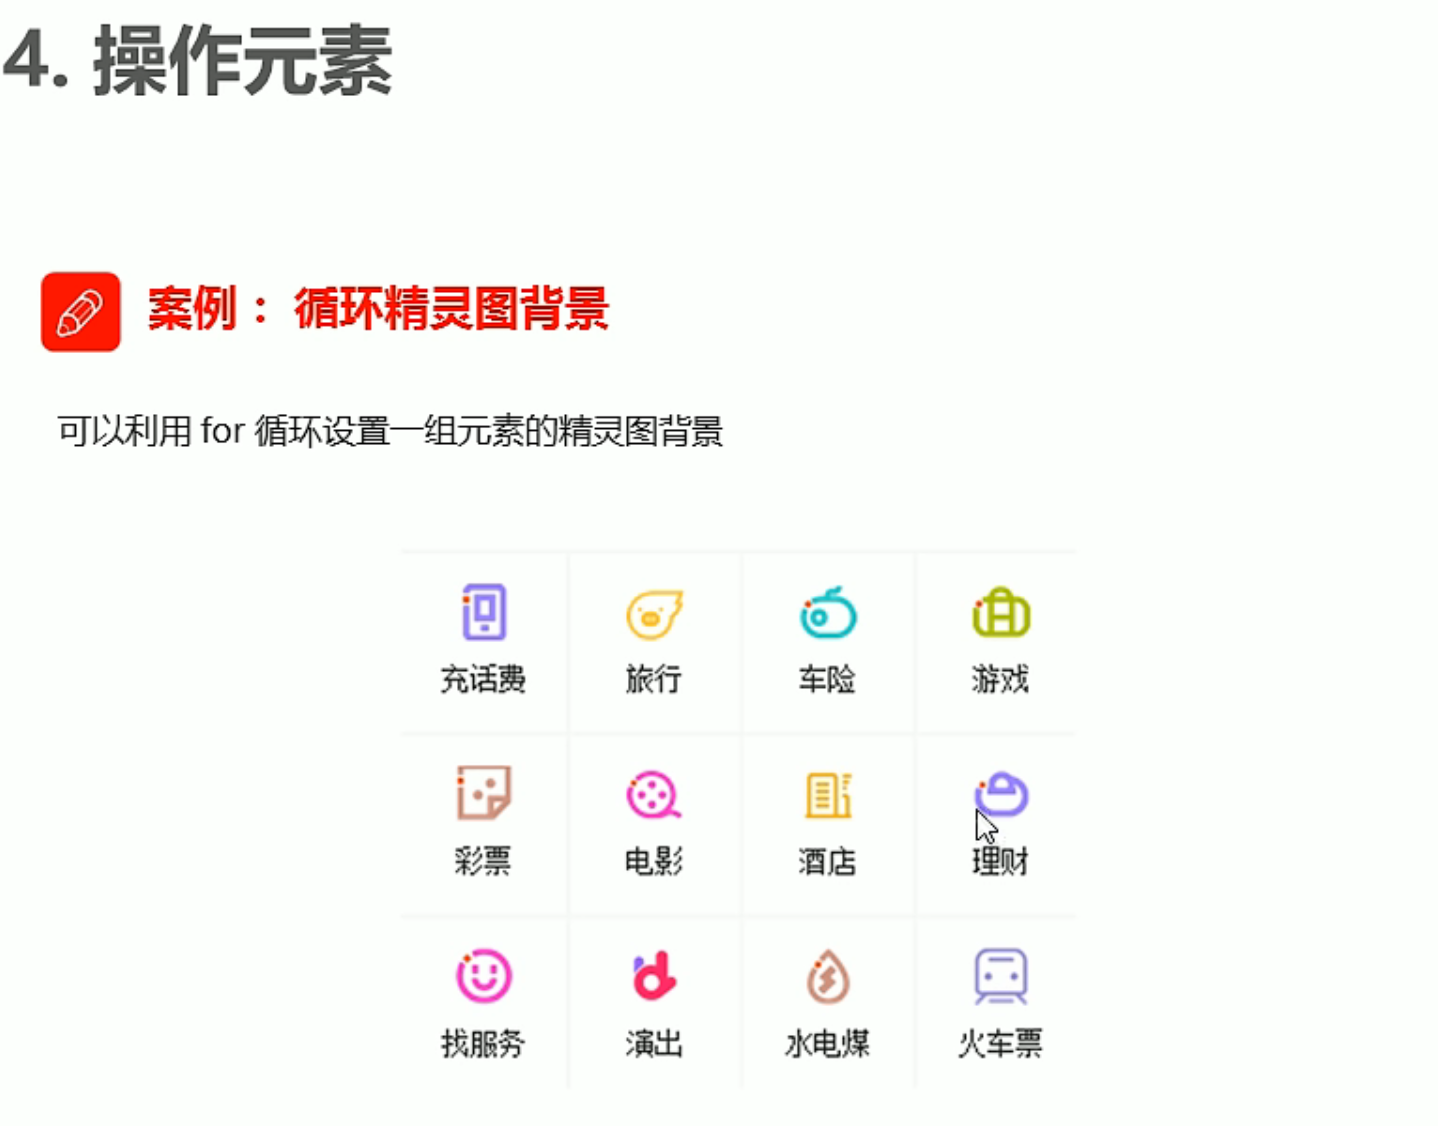 4. 操作元素
案例： 循环精灵图背景
可以利用 for 循环设置一组元素的精灵图背景
充话费 旅行 车险 游戏
彩票 电影 酒店 理财
找服务 演出 水电煤 火车票